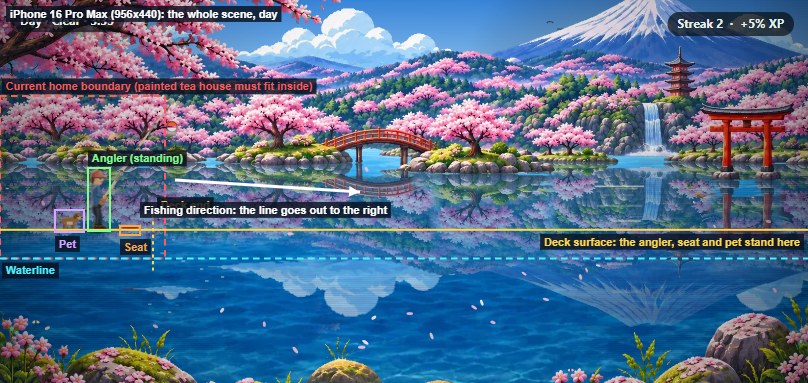 iPhone 16 Pro Max (956x440): the whole scene, day
Streak 2 · +5% XP
Current home boundary (painted tea house must fit inside)
Angler (standing)
Fishing direction: the line goes out to the right
Pet
Seat
Deck surface: the angler, seat and pet stand here
Waterline